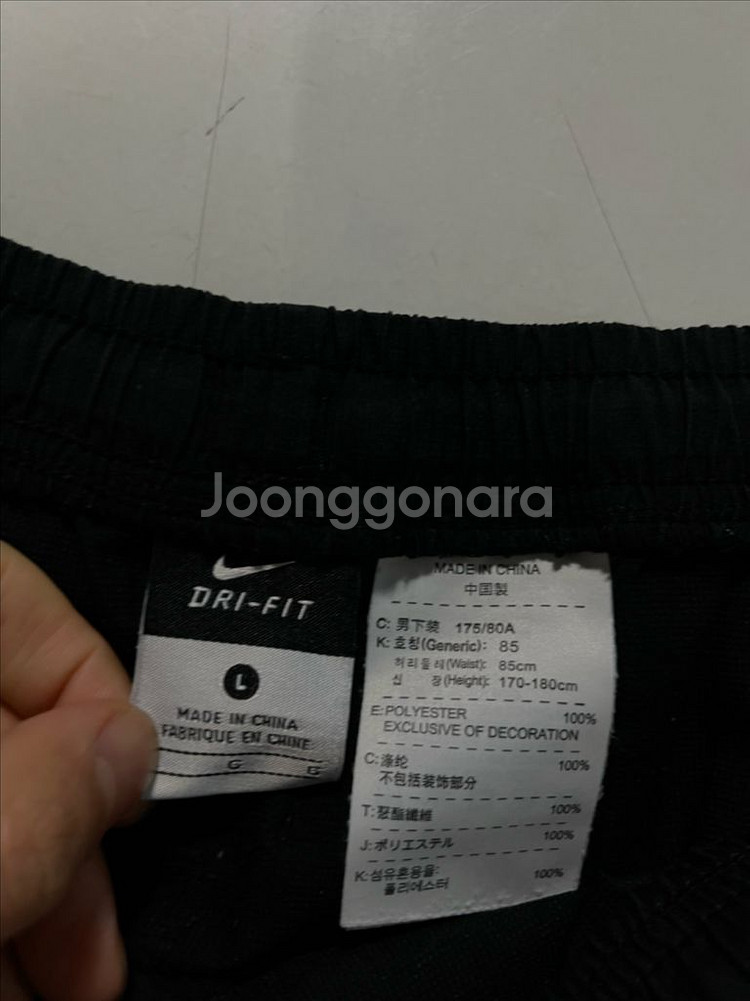 Joonggonara
DRI-FIT
L
MADE IN CHINA
FABRIQUE EN CHINE
G G
MADE IN CHINA
中国製
C: 男下装 175/80A
K: 호칭(Generic): 85
허리둘레(Waist): 85cm
신 장(Height): 170-180cm
E:POLYESTER 100%
EXCLUSIVE OF DECORATION
C:涤纶 100%
不包括装饰部分
T:聚酯纖維 100%
J:ポリエステル 100%
K:섬유혼용율: 100%
폴리에스터